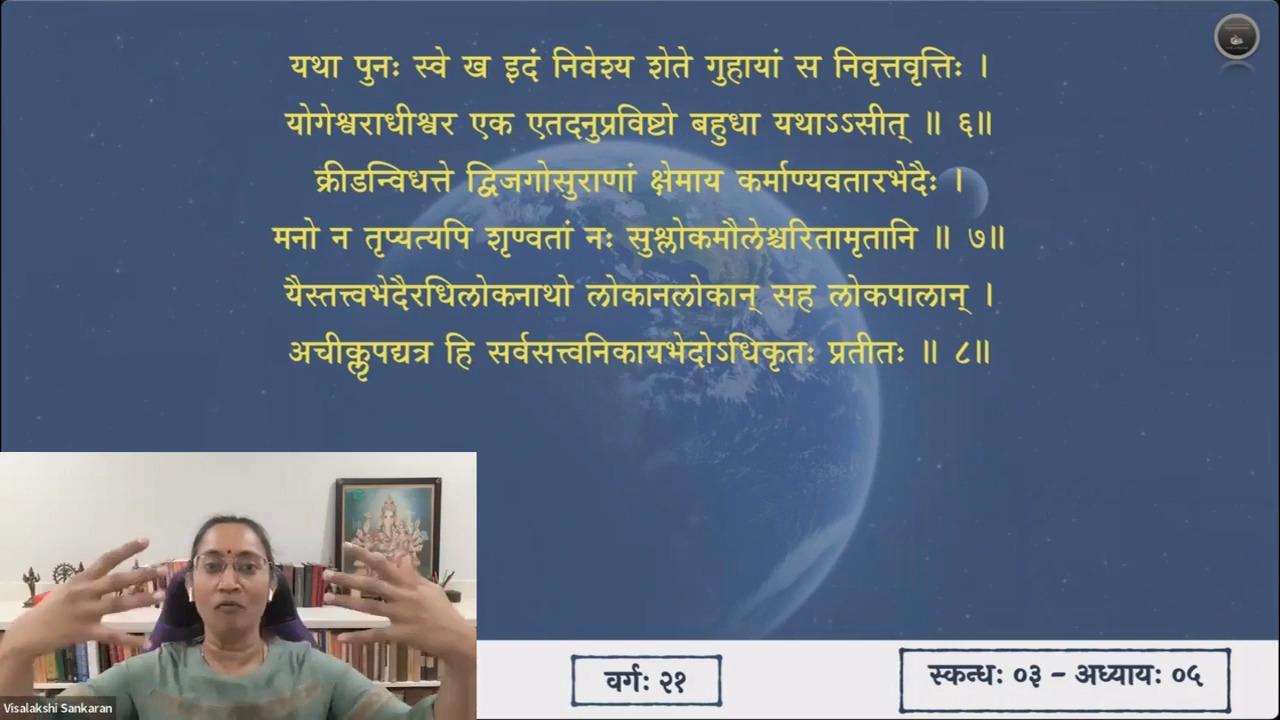 यथा पुनः स्वे ख इदं निवेश्य शेते गुहायां स निवृत्तवृत्तिः ।
योगेश्वराधीश्वर एक एतदनुप्रविष्टो बहुधा यथाऽऽसीत् ॥ ६॥
क्रीडन्विधत्ते द्विजगोसुराणां क्षेमाय कर्माण्यवतारभेदैः ।
मनो न तृप्यत्यपि शृण्वतां नः सुश्लोकमौलेश्चरितामृतानि ॥ ७॥
यैस्तत्त्वभेदैरधिलोकनाथो लोकानलोकान् सह लोकपालान् ।
अचीक्लृपद्यत्र हि सर्वसत्त्वनिकायभेदोऽधिकृतः प्रतीतः ॥ ८॥
Visalakshi Sankaran
वर्गः २१
स्कन्धः ०३ - अध्यायः ०५